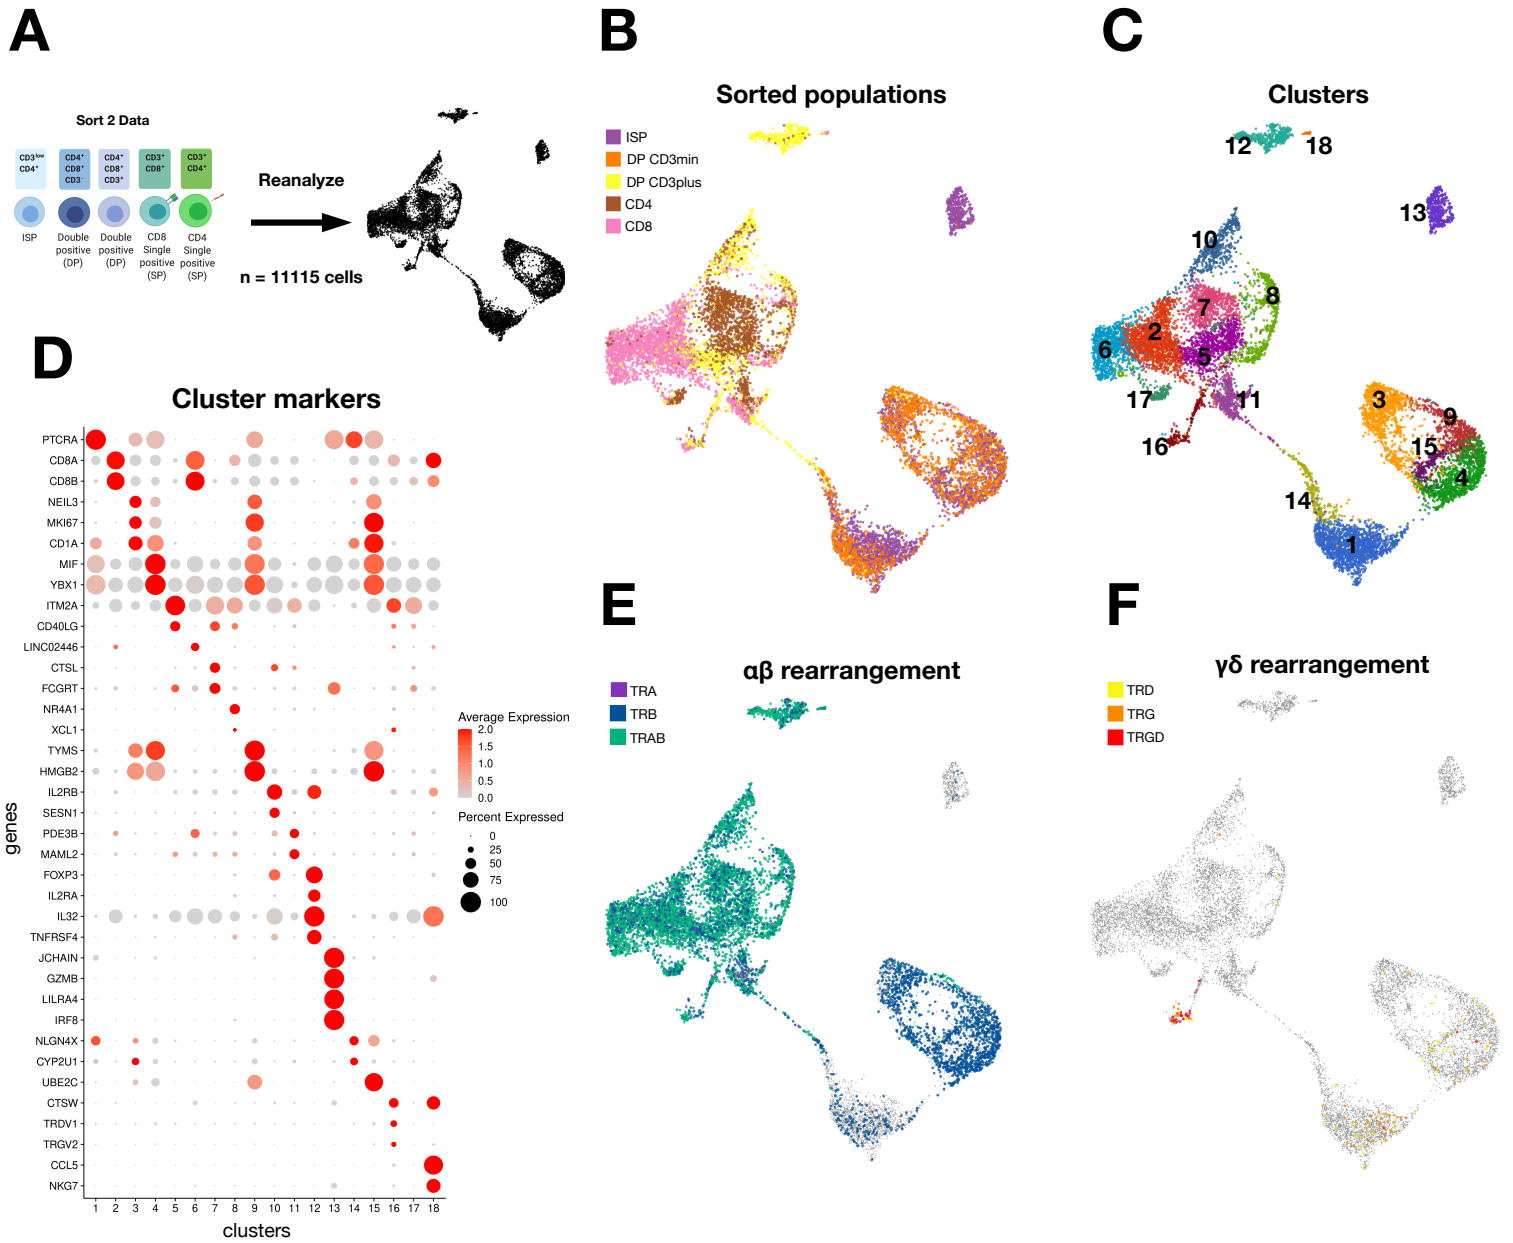 A
Sort 2 Data
CD3low CD4+
CD4+ CD8+ CD3-
CD4+ CD8+ CD3+
CD3+ CD8+
CD3+ CD4+
ISP
Double positive (DP)
Double positive (DP)
CD8 Single positive (SP)
CD4 Single positive (SP)
Reanalyze
n = 11115 cells
B
Sorted populations
ISP
DP CD3min
DP CD3plus
CD4
CD8
C
Clusters
12
18
13
10
8
7
2
5
6
17
11
16
3
9
15
4
14
1
D
Cluster markers
PTCRA
CD8A
CD8B
NEIL3
MKI67
CD1A
MIF
YBX1
ITM2A
CD40LG
LINC02446
CTSL
FCGRT
NR4A1
XCL1
TYMS
HMGB2
IL2RB
SESN1
PDE3B
MAML2
FOXP3
IL2RA
IL32
TNFRSF4
JCHAIN
GZMB
LILRA4
IRF8
NLGN4X
CYP2U1
UBE2C
CTSW
TRDV1
TRGV2
CCL5
NKG7
genes
1 2 3 4 5 6 7 8 9 10 11 12 13 14 15 16 17 18
clusters
Average Expression
2.0
1.5
1.0
0.5
0.0
Percent Expressed
0
25
50
75
100
E
αβ rearrangement
TRA
TRB
TRAB
F
γδ rearrangement
TRD
TRG
TRGD